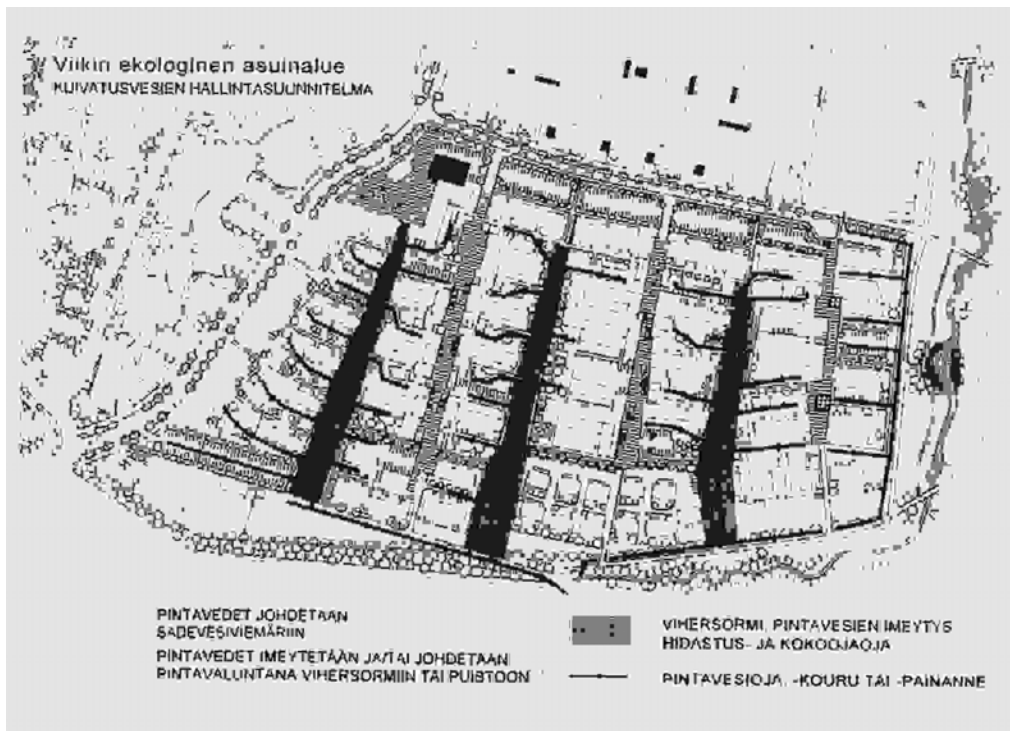 Viikin ekologinen asuinalue
KUIVATUSVESIEN HALLINTASUUNNITELMA
PINTAVEDET JOHDETAAN
SADEVESIVIEMÄRIIN
PINTAVEDET IMEYTETÄÄN JA/TAI JOHDETAAN
PINTAVALUNTANA VIHERSORMIIN TAI PUISTOON
VIHERSORMI, PINTAVESIEN IMEYTYS
HIDASTUS- JA KOKOOJAOJA
PINTAVESIOJA, -KOURU TAI -PAINANNE